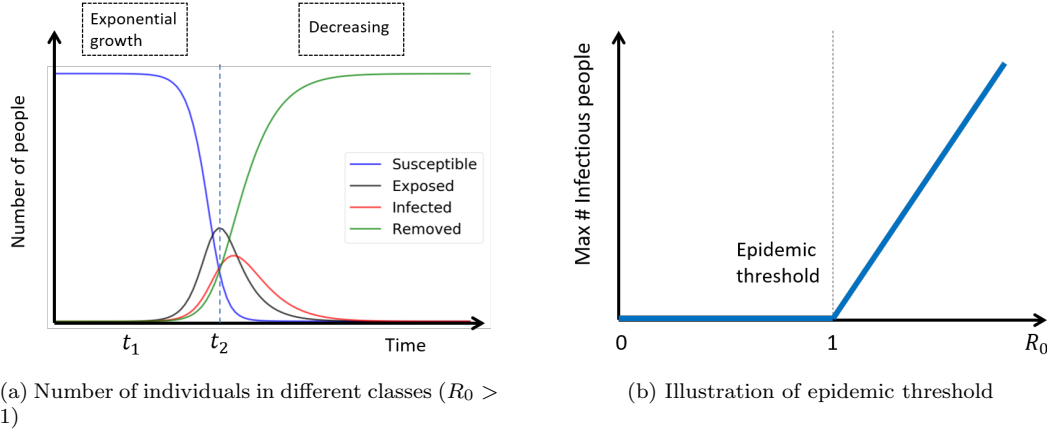 Exponential
growth
Decreasing
Number of people
Susceptible
Exposed
Infected
Removed
t₁
t₂
Time
(a) Number of individuals in different classes (R₀ >
1)
Max # Infectious people
Epidemic
threshold
0
1
R₀
(b) Illustration of epidemic threshold